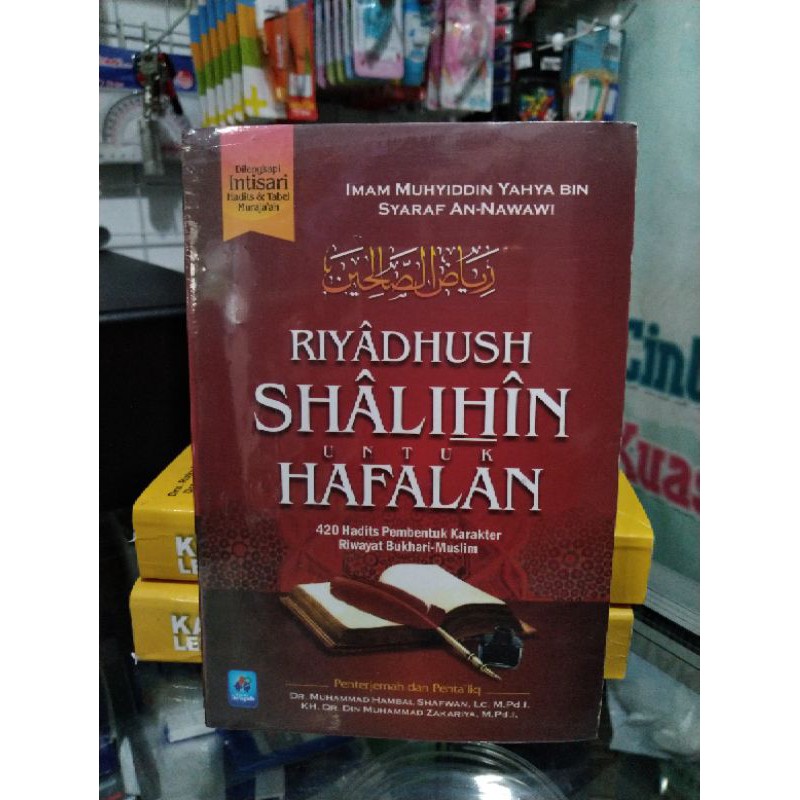 Dilengkapi
Intisari
Hadits & Tabel
Muraja'ah
IMAM MUHYIDDIN YAHYA BIN
SYARAF AN-NAWAWI
رياض الصالحين
RIYÂDHUSH
SHÂLIHÎN
UNTUK
HAFALAN
420 Hadits Pembentuk Karakter
Riwayat Bukhari-Muslim
Penterjemah dan Penta'liq
DR. MUHAMMAD HAMBAL SHAFWAN, LC, M.Pd.I.
KH. DR. DIN MUHAMMAD ZAKARIYA, M.Pd.I.